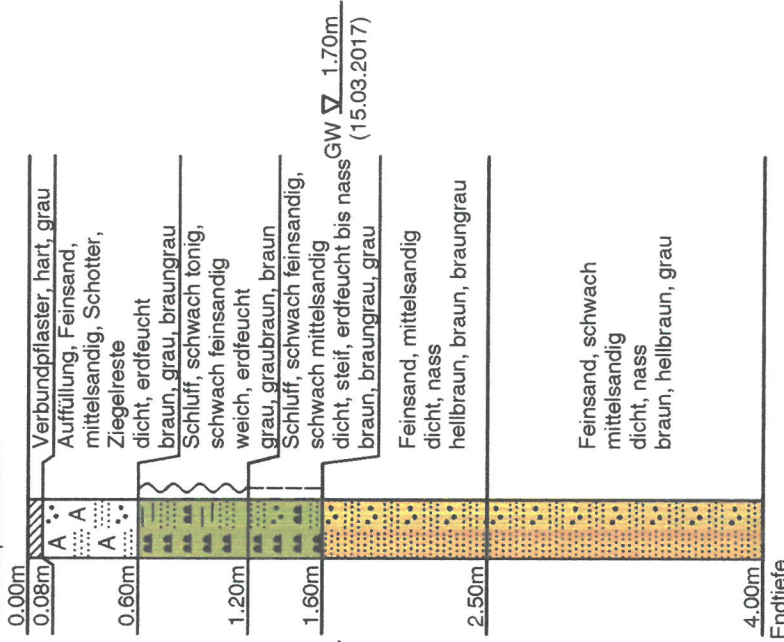 0.00m
0.08m
Verbundpflaster, hart, grau
Auffüllung, Feinsand,
mittelsandig, Schotter,
Ziegelreste
dicht, erdfeucht
braun, grau, braungrau
A
A
A
0.60m
Schluff, schwach tonig,
schwach feinsandig
weich, erdfeucht
grau, graubraun, braun
1.20m
Schluff, schwach feinsandig,
schwach mittelsandig
dicht, steif, erdfeucht bis nass
braun, braungrau, grau
GW 1.70m
(15.03.2017)
1.60m
Feinsand, mittelsandig
dicht, nass
hellbraun, braun, braungrau
2.50m
Feinsand, schwach
mittelsandig
dicht, nass
braun, hellbraun, grau
4.00m
Endtiefe